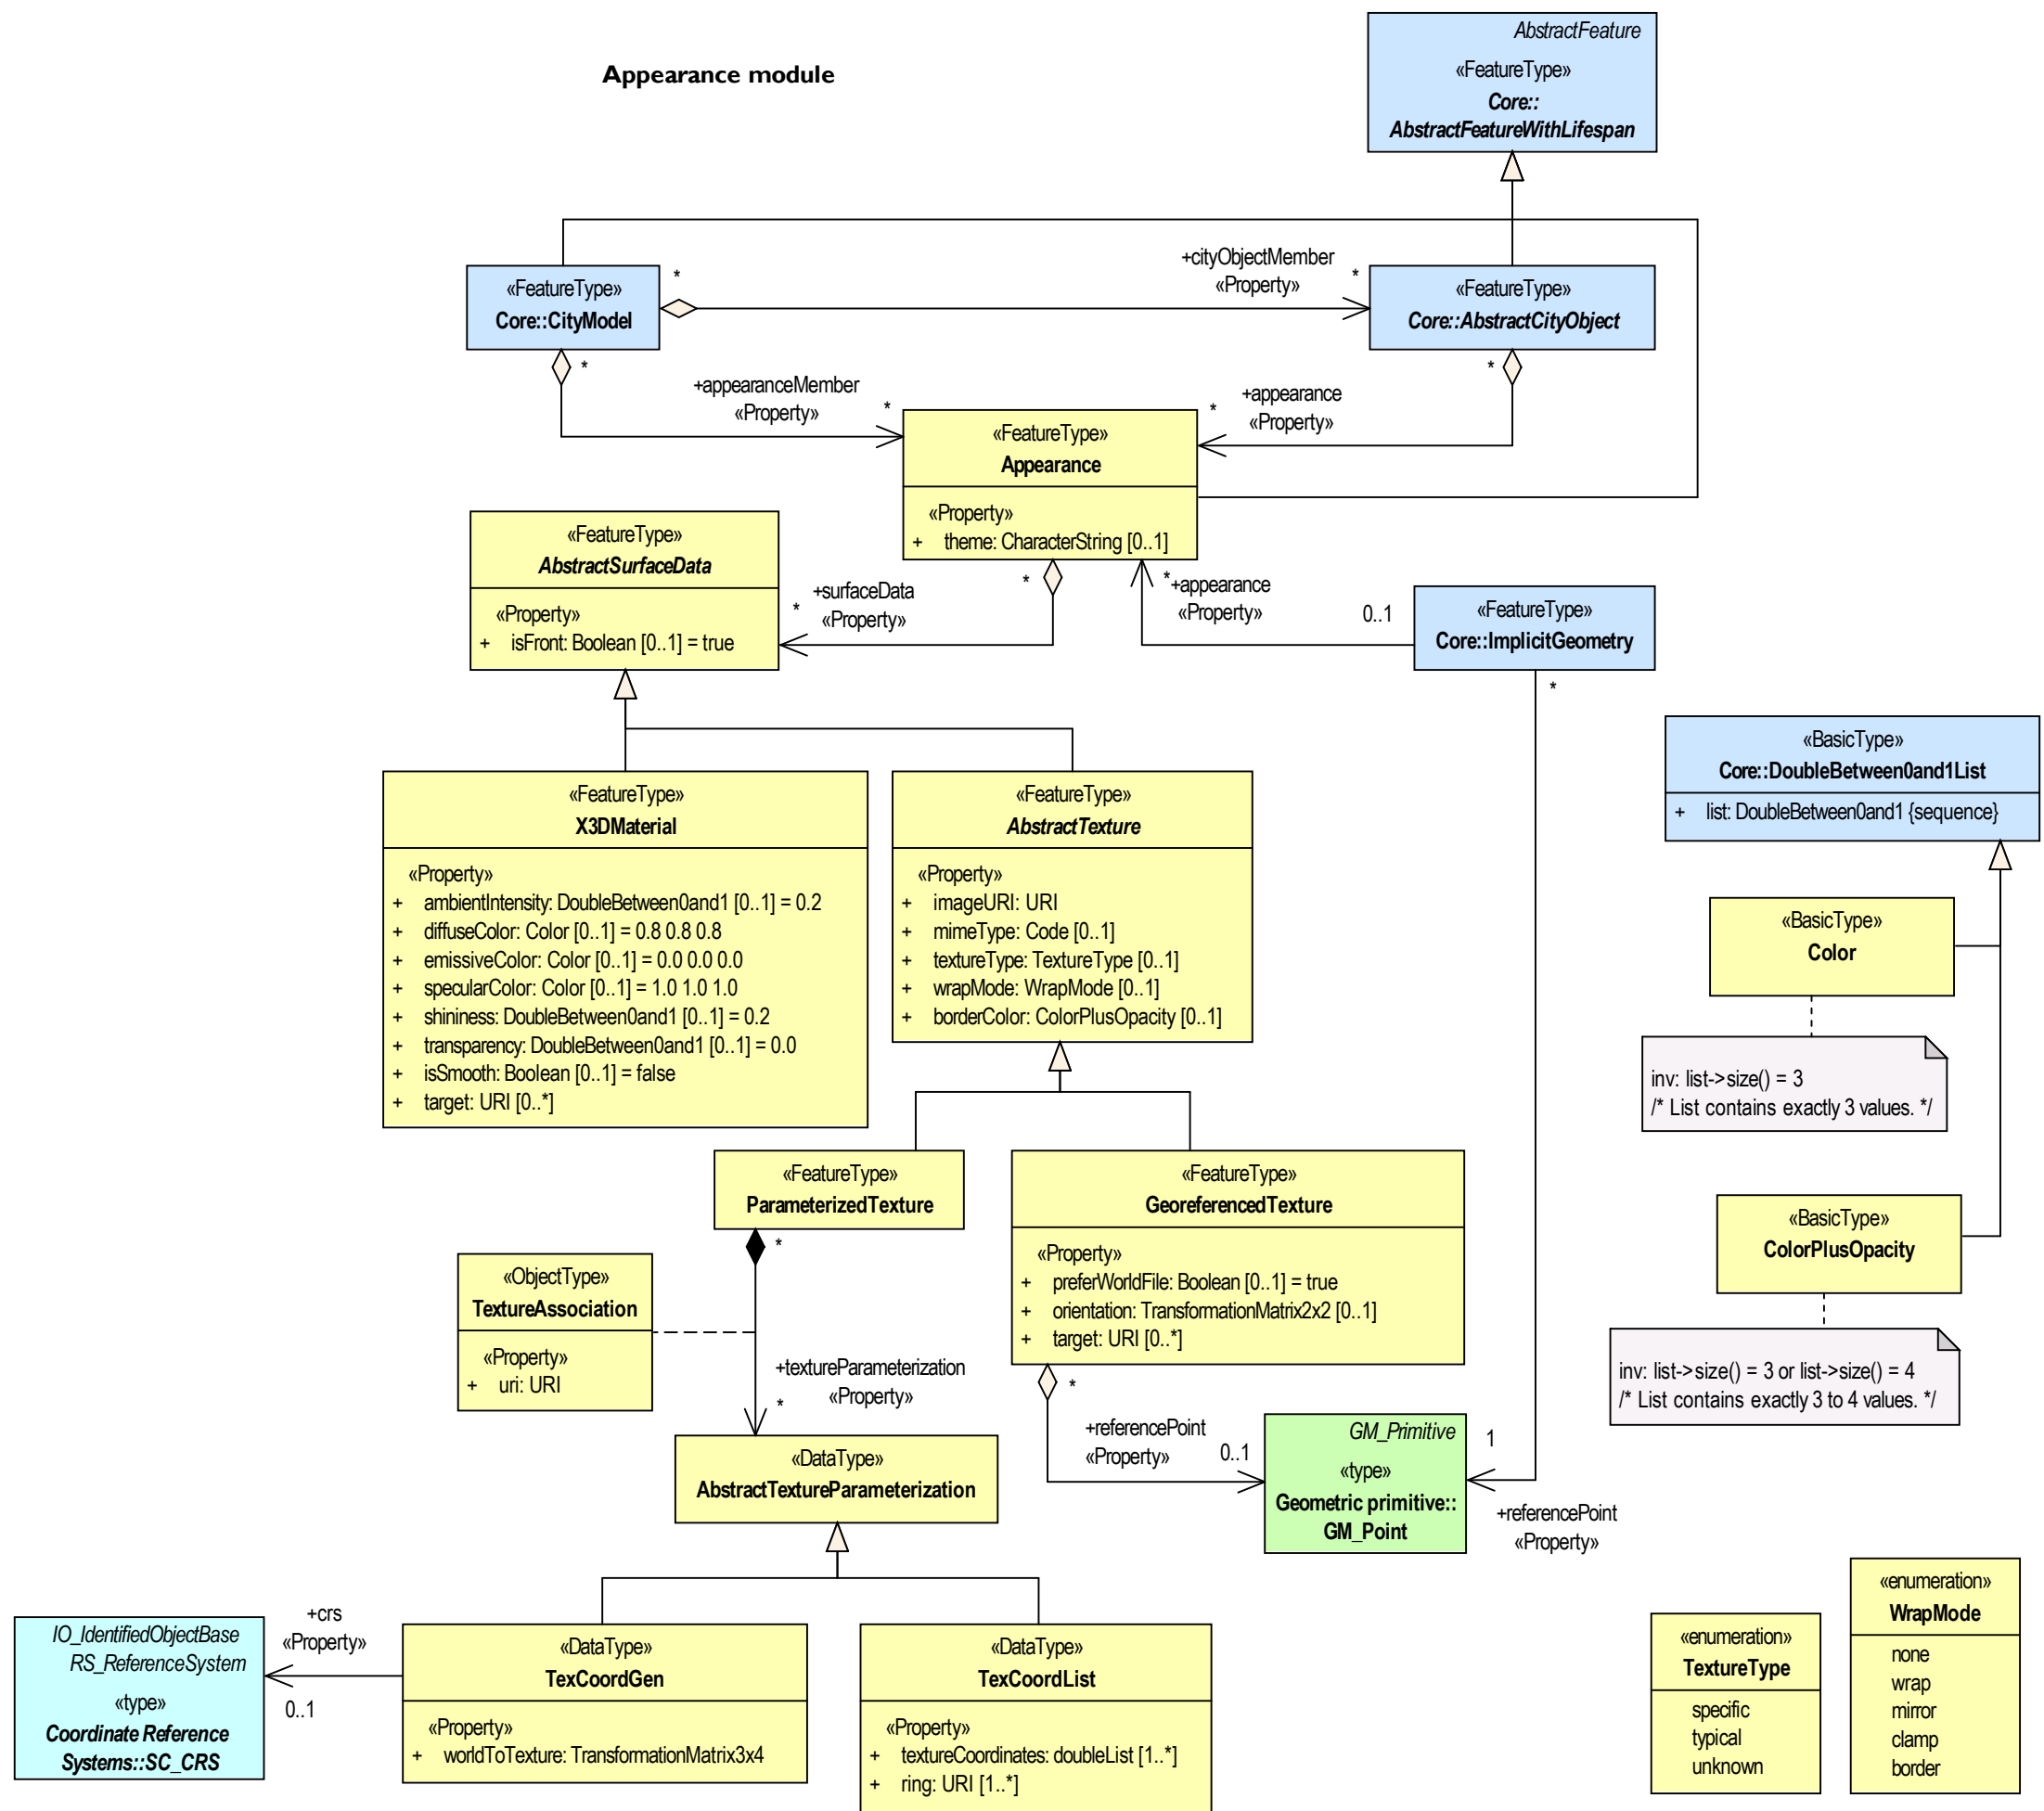 Appearance module
AbstractFeature
«FeatureType»
Core::
AbstractFeatureWithLifespan
«FeatureType»
Core::CityModel
*
+cityObjectMember
«Property»
*
«FeatureType»
Core::AbstractCityObject
*
+appearanceMember
«Property»
*
*
+appearance
«Property»
*
«FeatureType»
Appearance
«Property»
+ theme: CharacterString [0..1]
«FeatureType»
AbstractSurfaceData
«Property»
+ isFront: Boolean [0..1] = true
+surfaceData
«Property»
*
*
*
+appearance
«Property»
0..1
«FeatureType»
Core::ImplicitGeometry
*
«FeatureType»
X3DMaterial
«Property»
+ ambientIntensity: DoubleBetween0and1 [0..1] = 0.2
+ diffuseColor: Color [0..1] = 0.8 0.8 0.8
+ emissiveColor: Color [0..1] = 0.0 0.0 0.0
+ specularColor: Color [0..1] = 1.0 1.0 1.0
+ shininess: DoubleBetween0and1 [0..1] = 0.2
+ transparency: DoubleBetween0and1 [0..1] = 0.0
+ isSmooth: Boolean [0..1] = false
+ target: URI [0..*]
«FeatureType»
AbstractTexture
«Property»
+ imageURI: URI
+ mimeType: Code [0..1]
+ textureType: TextureType [0..1]
+ wrapMode: WrapMode [0..1]
+ borderColor: ColorPlusOpacity [0..1]
«BasicType»
Core::DoubleBetween0and1List
+ list: DoubleBetween0and1 {sequence}
«BasicType»
Color
inv: list->size() = 3
/* List contains exactly 3 values. */
«BasicType»
ColorPlusOpacity
inv: list->size() = 3 or list->size() = 4
/* List contains exactly 3 to 4 values. */
«FeatureType»
ParameterizedTexture
*
«FeatureType»
GeoreferencedTexture
«Property»
+ preferWorldFile: Boolean [0..1] = true
+ orientation: TransformationMatrix2x2 [0..1]
+ target: URI [0..*]
«ObjectType»
TextureAssociation
«Property»
+ uri: URI
+textureParameterization
«Property»
*
*
+referencePoint
«Property»
0..1
GM_Primitive
«type»
Geometric primitive::
GM_Point
1
+referencePoint
«Property»
«DataType»
AbstractTextureParameterization
IO_IdentifiedObjectBase
RS_ReferenceSystem
«type»
Coordinate Reference
Systems::SC_CRS
+crs
«Property»
0..1
«DataType»
TexCoordGen
«Property»
+ worldToTexture: TransformationMatrix3x4
«DataType»
TexCoordList
«Property»
+ textureCoordinates: doubleList [1..*]
+ ring: URI [1..*]
«enumeration»
TextureType
specific
typical
unknown
«enumeration»
WrapMode
none
wrap
mirror
clamp
border